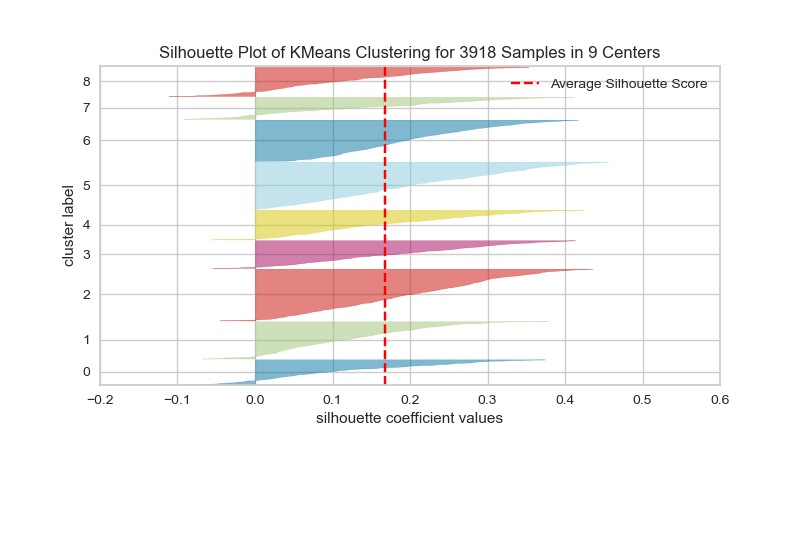 Silhouette Plot of KMeans Clustering for 3918 Samples in 9 Centers
Average Silhouette Score
cluster label
8
7
6
5
4
3
2
1
0
−0.2 −0.1 0.0 0.1 0.2 0.3 0.4 0.5 0.6
silhouette coefficient values